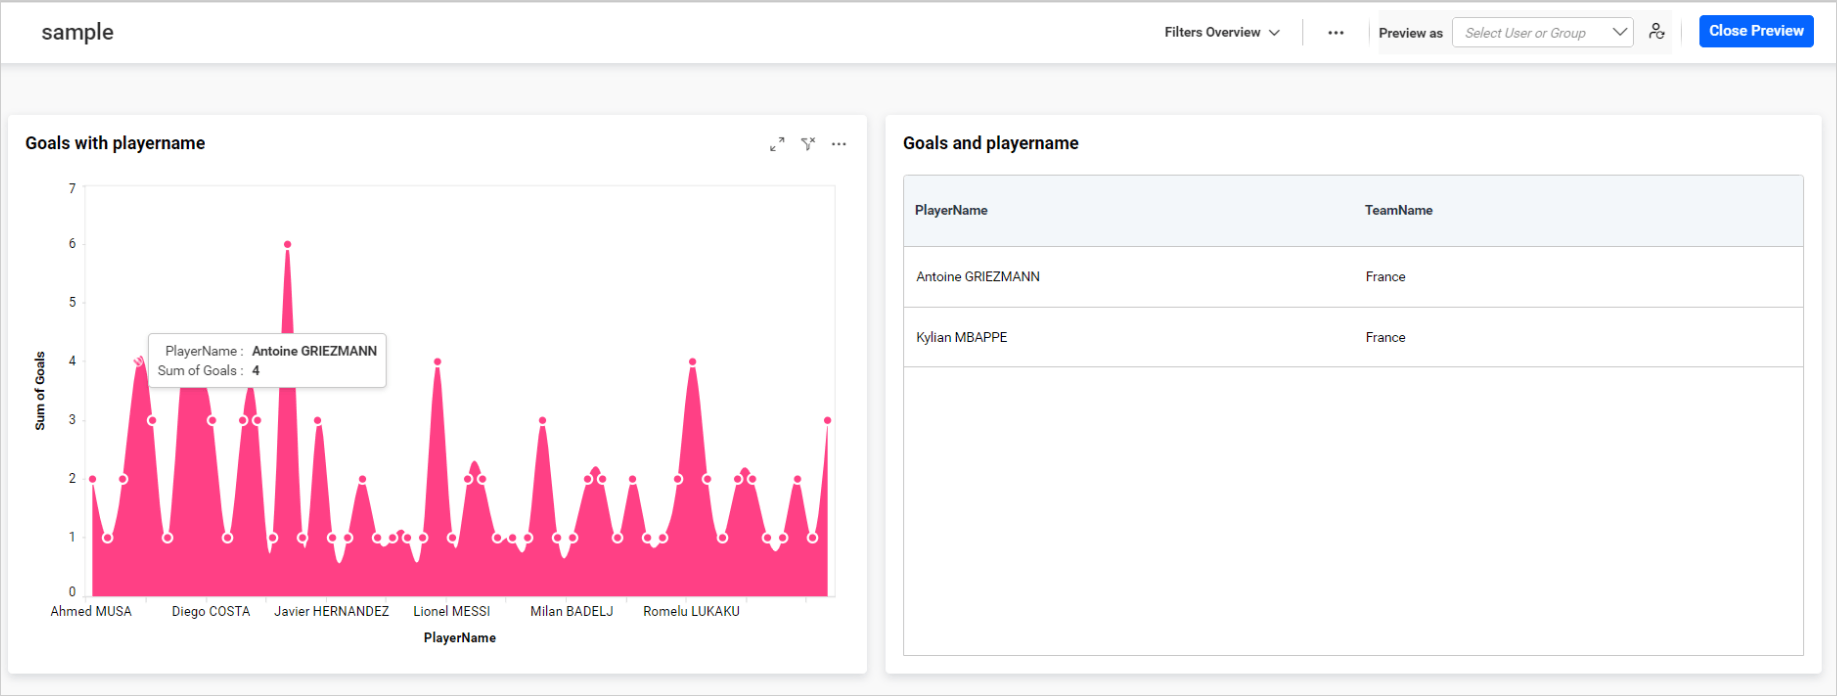 sample
Filters Overview
Preview as
Select User or Group
Close Preview
Goals with playername
7
6
5
4
3
2
1
0
Sum of Goals
PlayerName : Antoine GRIEZMANN
Sum of Goals : 4
Ahmed MUSA Diego COSTA Javier HERNANDEZ Lionel MESSI Milan BADELJ Romelu LUKAKU
PlayerName
Goals and playername
PlayerName TeamName
Antoine GRIEZMANN France
Kylian MBAPPE France